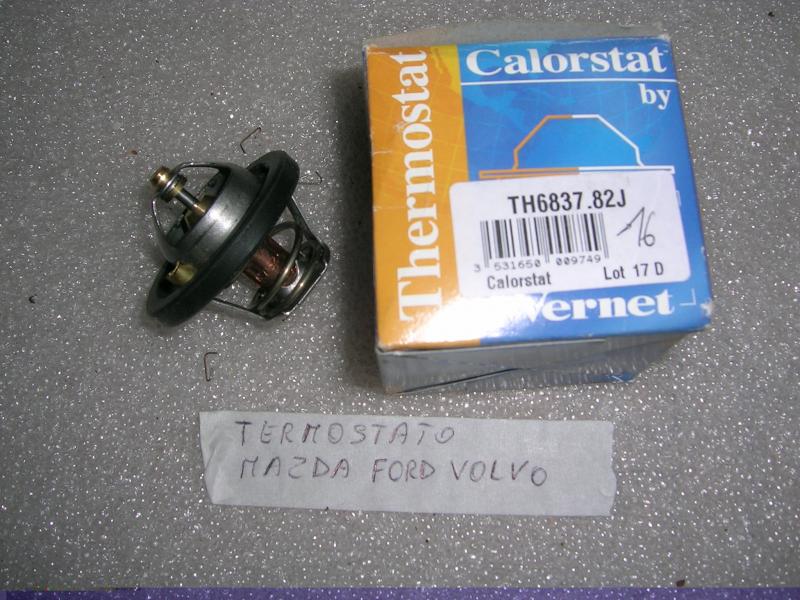 Thermostat
Calorstat
by
TH6837.82J
16
3 531650 009749
Calorstat Lot 17 D
Vernet
TERMOSTATO
MAZDA FORD VOLVO